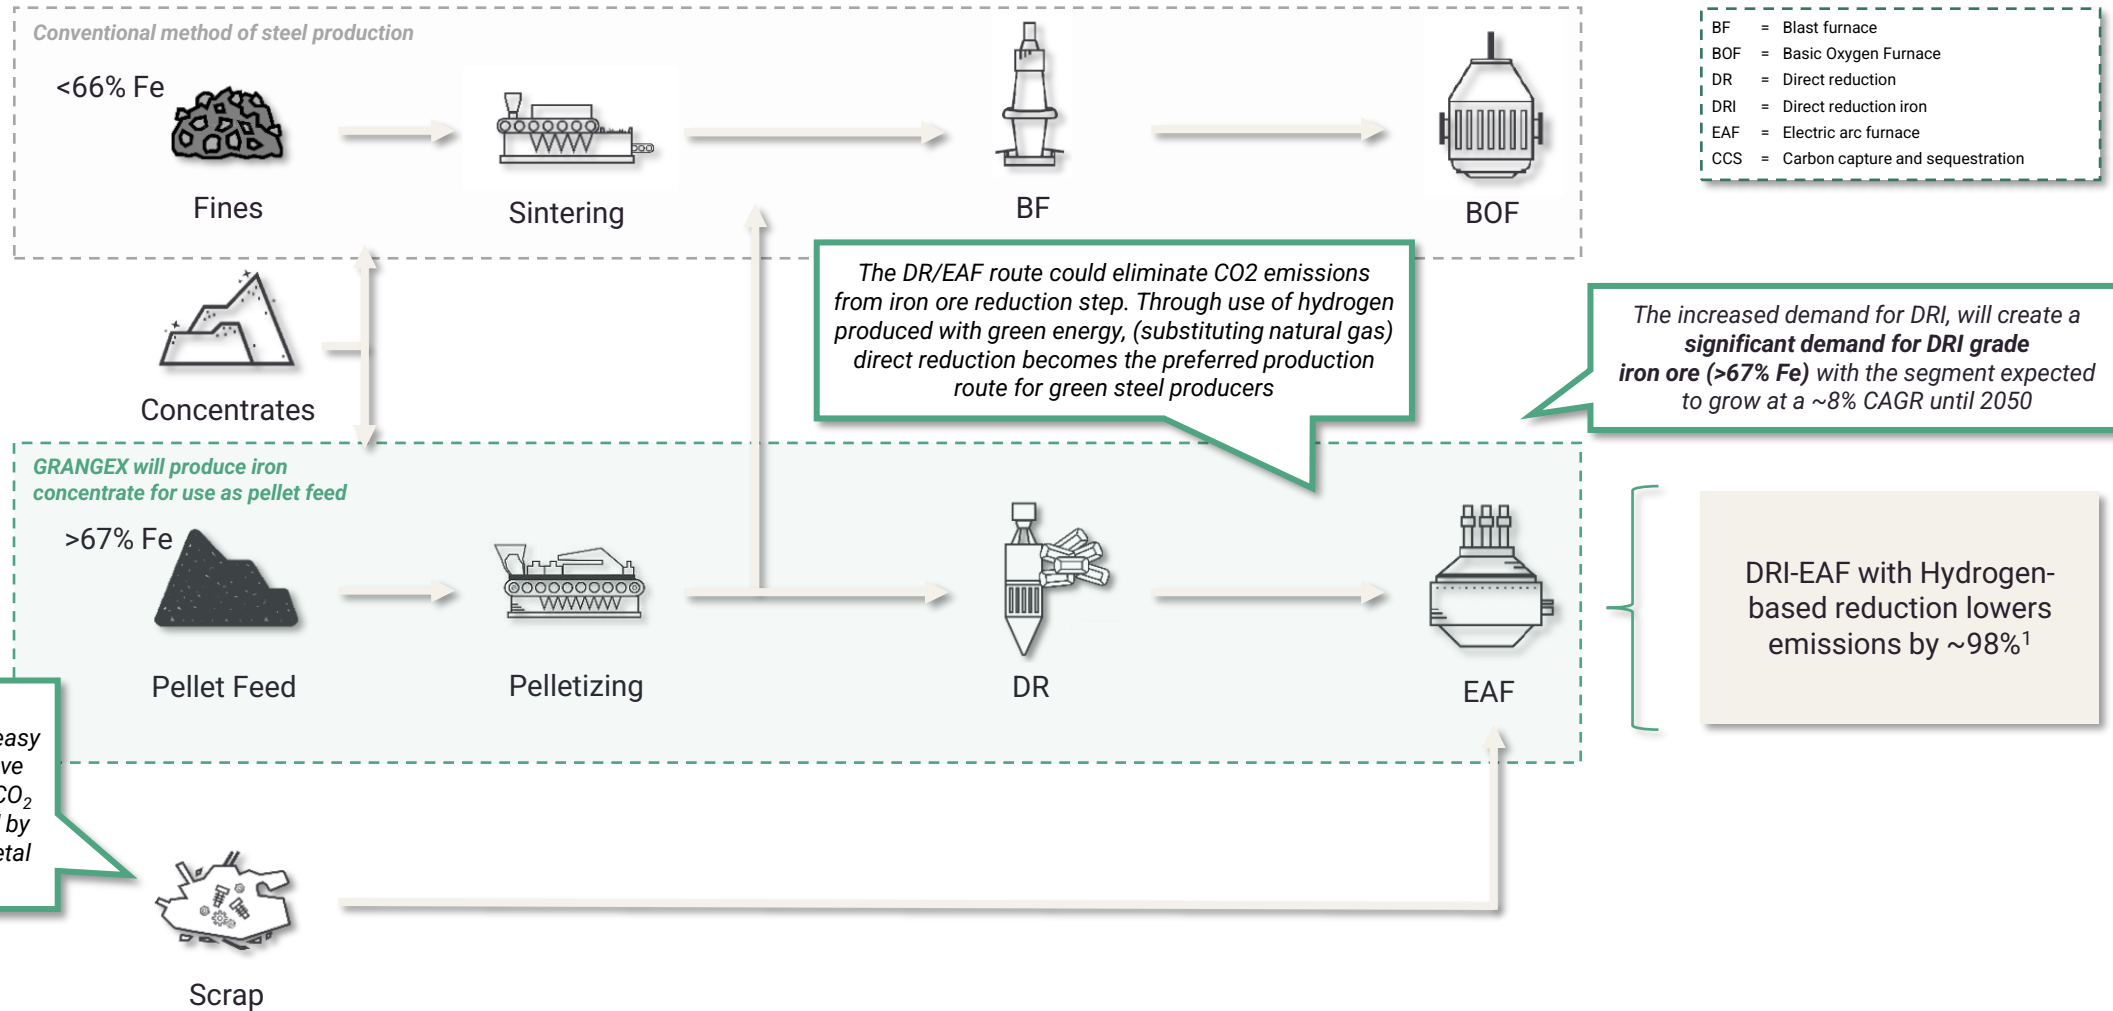 Conventional method of steel production
<66% Fe
Fines
Sintering
BF
BOF
BF = Blast furnace
BOF = Basic Oxygen Furnace
DR = Direct reduction
DRI = Direct reduction iron
EAF = Electric arc furnace
CCS = Carbon capture and sequestration
Concentrates
The DR/EAF route could eliminate CO2 emissions
from iron ore reduction step. Through use of hydrogen
produced with green energy, (substituting natural gas)
direct reduction becomes the preferred production
route for green steel producers
The increased demand for DRI, will create a
significant demand for DRI grade
iron ore (>67% Fe) with the segment expected
to grow at a ~8% CAGR until 2050
GRANGEX will produce iron
concentrate for use as pellet feed
>67% Fe
Pellet Feed
Pelletizing
DR
EAF
DRI-EAF with Hydrogen-
based reduction lowers
emissions by ~98%¹
easy
CO₂
by
Scrap